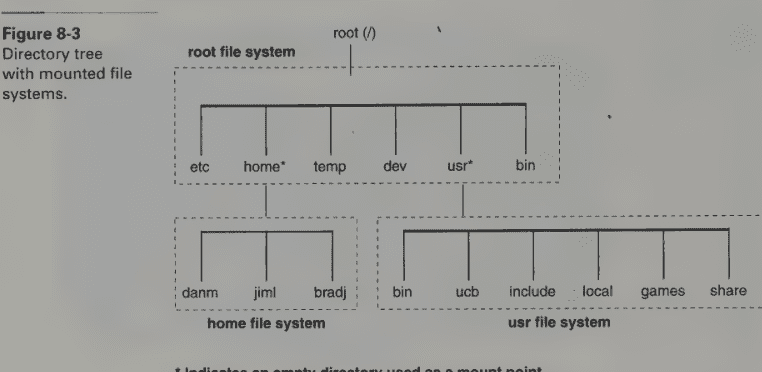 Figure 8-3
Directory tree
with mounted file
systems.
root (/)
root file system
etc home* temp dev usr* bin
danm jiml bradj
home file system
bin ucb include local games share
usr file system
* Indicates an empty directory used as a mount point